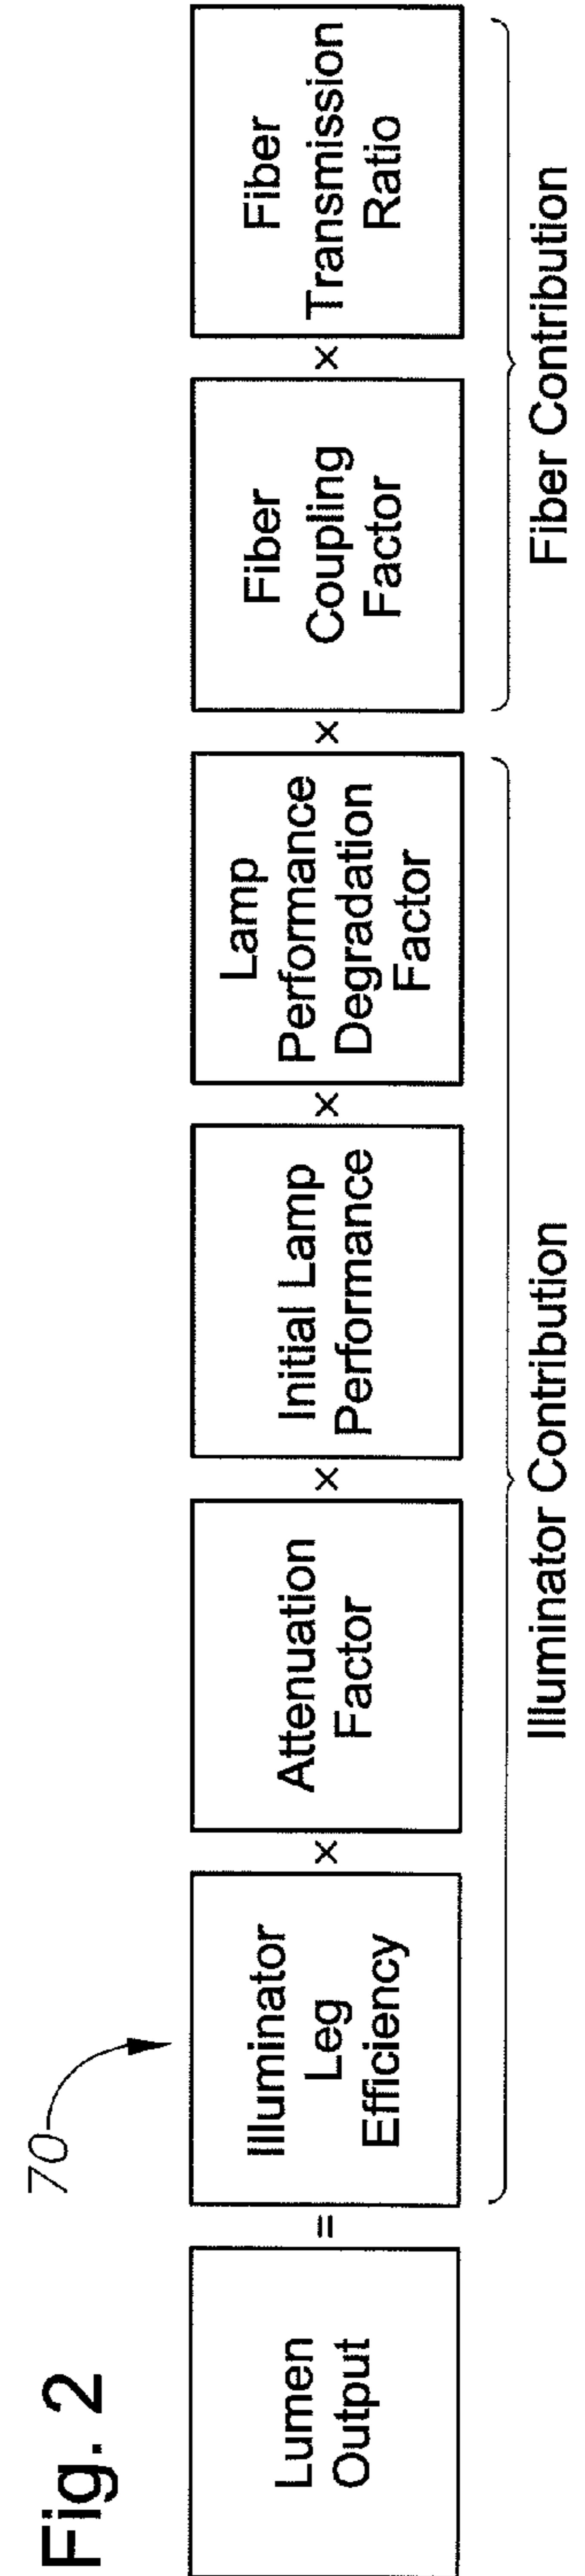 Fig. 2
70
Lumen
Output
=
Illuminator
Leg
Efficiency
×
Attenuation
Factor
×
Initial Lamp
Performance
×
Lamp
Performance
Degradation
Factor
×
Fiber
Coupling
Factor
×
Fiber
Transmission
Ratio
Illuminator Contribution
Fiber Contribution